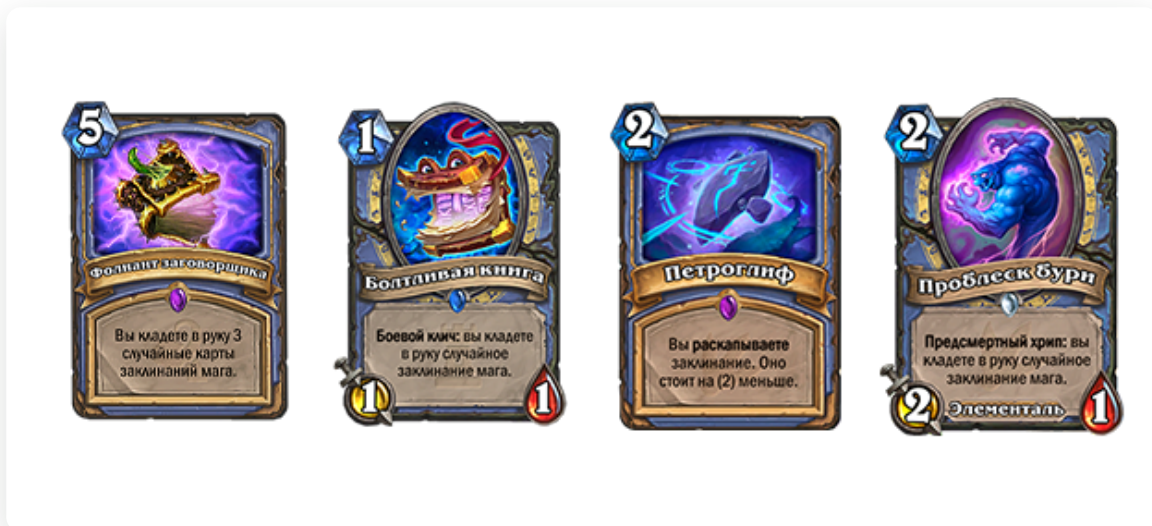 5
Фолиант заговорщика
Вы кладете в руку 3
случайные карты
заклинаний мага.
1
Болтливая книга
Боевой клич: вы кладете
в руку случайное
заклинание мага.
1
1
2
Петроглиф
Вы раскапываете
заклинание. Оно
стоит на (2) меньше.
2
Проблеск бури
Предсмертный хрип: вы
кладете в руку случайное
заклинание мага.
2
Элементаль
1